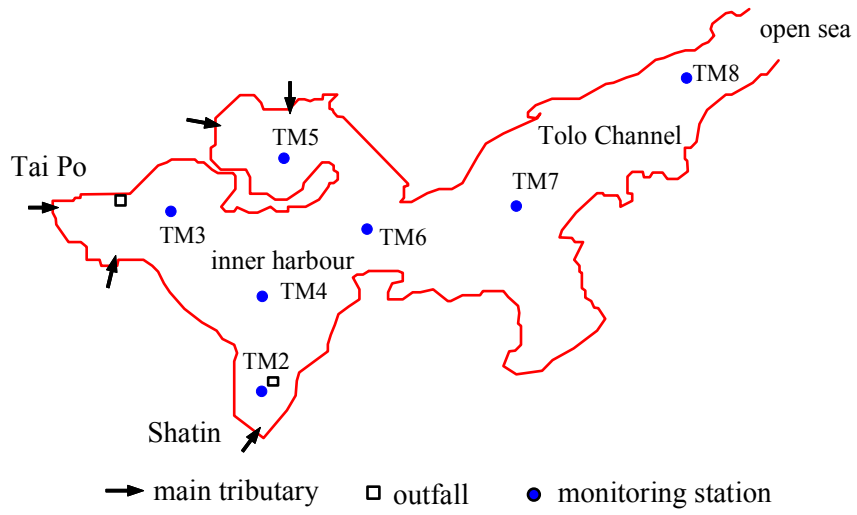 open sea
TM8
Tolo Channel
TM5
Tai Po
TM7
TM3
TM6
inner harbour
TM4
TM2
Shatin
main tributary
outfall
monitoring station